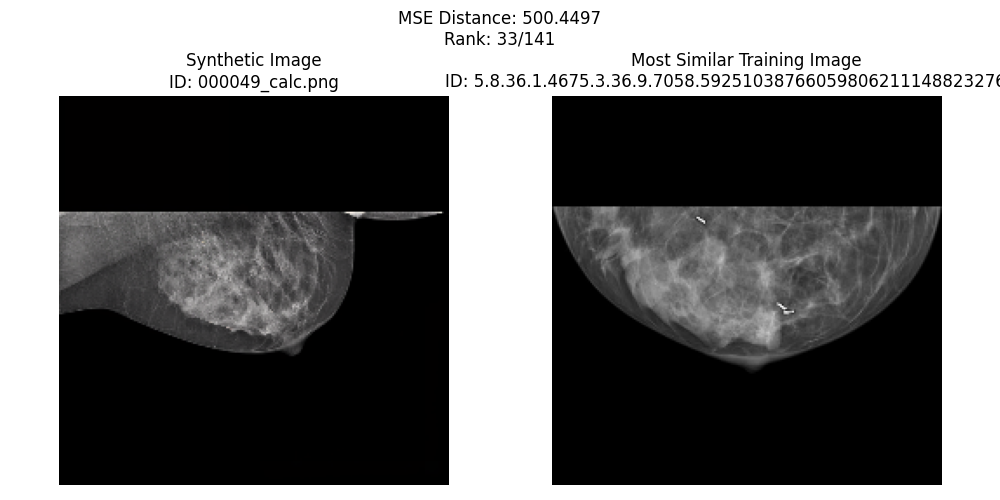 MSE Distance: 500.4497
Rank: 33/141
Synthetic Image
ID: 000049_calc.png
Most Similar Training Image
ID: 5.8.36.1.4675.3.36.9.7058.59251038766059806211148823276